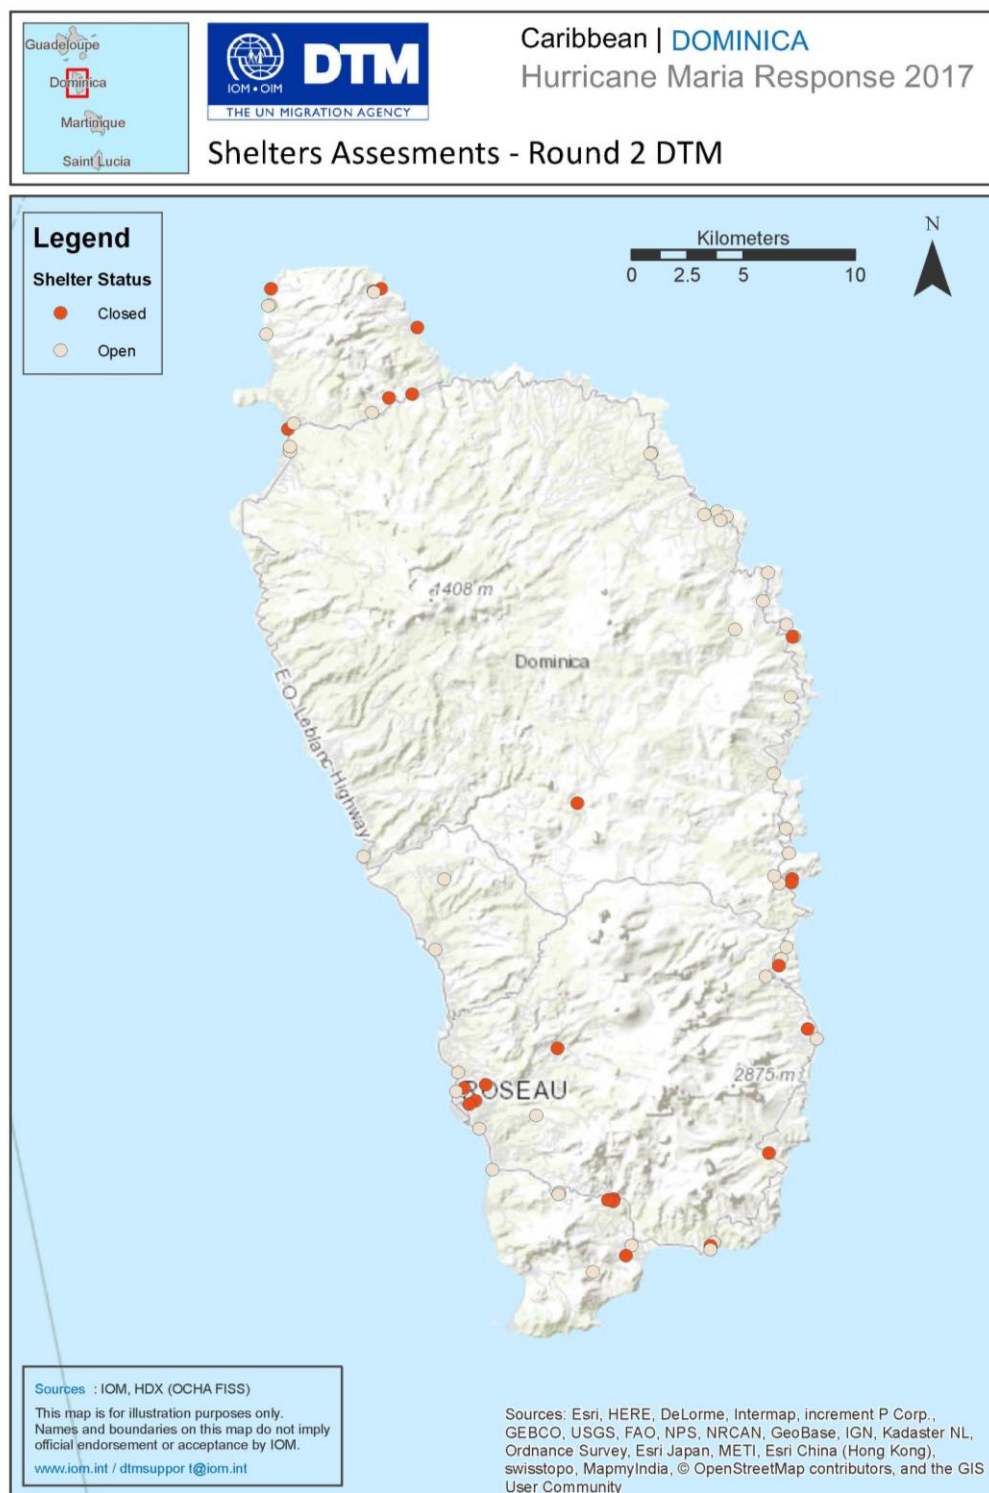 Guadeloupe
Dominica
Martinique
Saint Lucia
IOM • OIM
DTM
THE UN MIGRATION AGENCY
Caribbean | DOMINICA
Hurricane Maria Response 2017
Shelters Assesments - Round 2 DTM
Legend
Shelter Status
Closed
Open
Kilometers
0 2.5 5 10
N
1408 m
Dominica
E-O-Leblanc-Highway
ROSEAU
2875 m
Sources : IOM, HDX (OCHA FISS)
This map is for illustration purposes only.
Names and boundaries on this map do not imply
official endorsement or acceptance by IOM.
www.iom.int / dtmsuppor t@iom.int
Sources: Esri, HERE, DeLorme, Intermap, increment P Corp.,
GEBCO, USGS, FAO, NPS, NRCAN, GeoBase, IGN, Kadaster NL,
Ordnance Survey, Esri Japan, METI, Esri China (Hong Kong),
swisstopo, MapmyIndia, © OpenStreetMap contributors, and the GIS
User Community